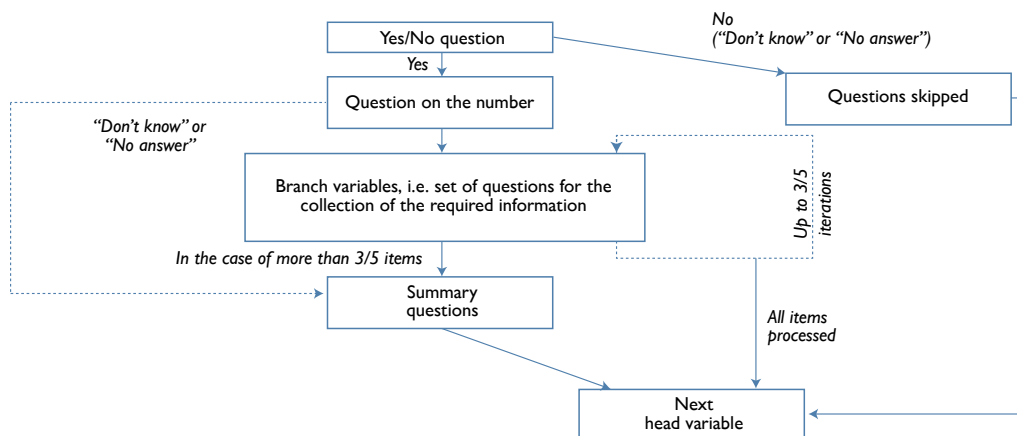 No
(“Don’t know” or “No answer”)
Yes/No question
Yes
Question on the number
Questions skipped
“Don’t know” or
“No answer”
Branch variables, i.e. set of questions for the
collection of the required information
Up to 3/5
iterations
In the case of more than 3/5 items
Summary
questions
All items
processed
Next
head variable